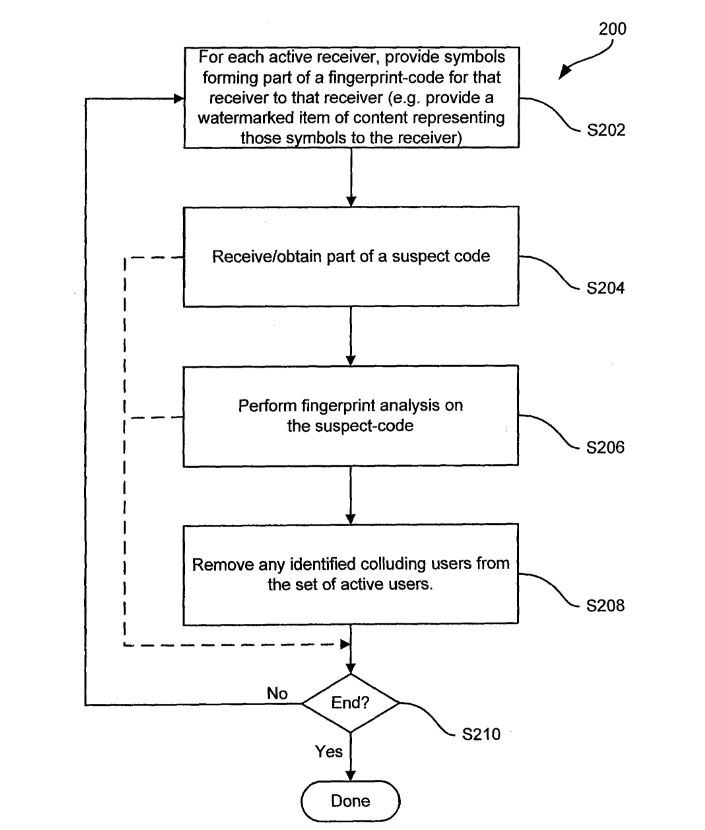 200
For each active receiver, provide symbols
forming part of a fingerprint-code for that
receiver to that receiver (e.g. provide a
watermarked item of content representing
those symbols to the receiver)
S202
Receive/obtain part of a suspect code
S204
Perform fingerprint analysis on
the suspect-code
S206
Remove any identified colluding users from
the set of active users.
S208
No
End?
S210
Yes
Done